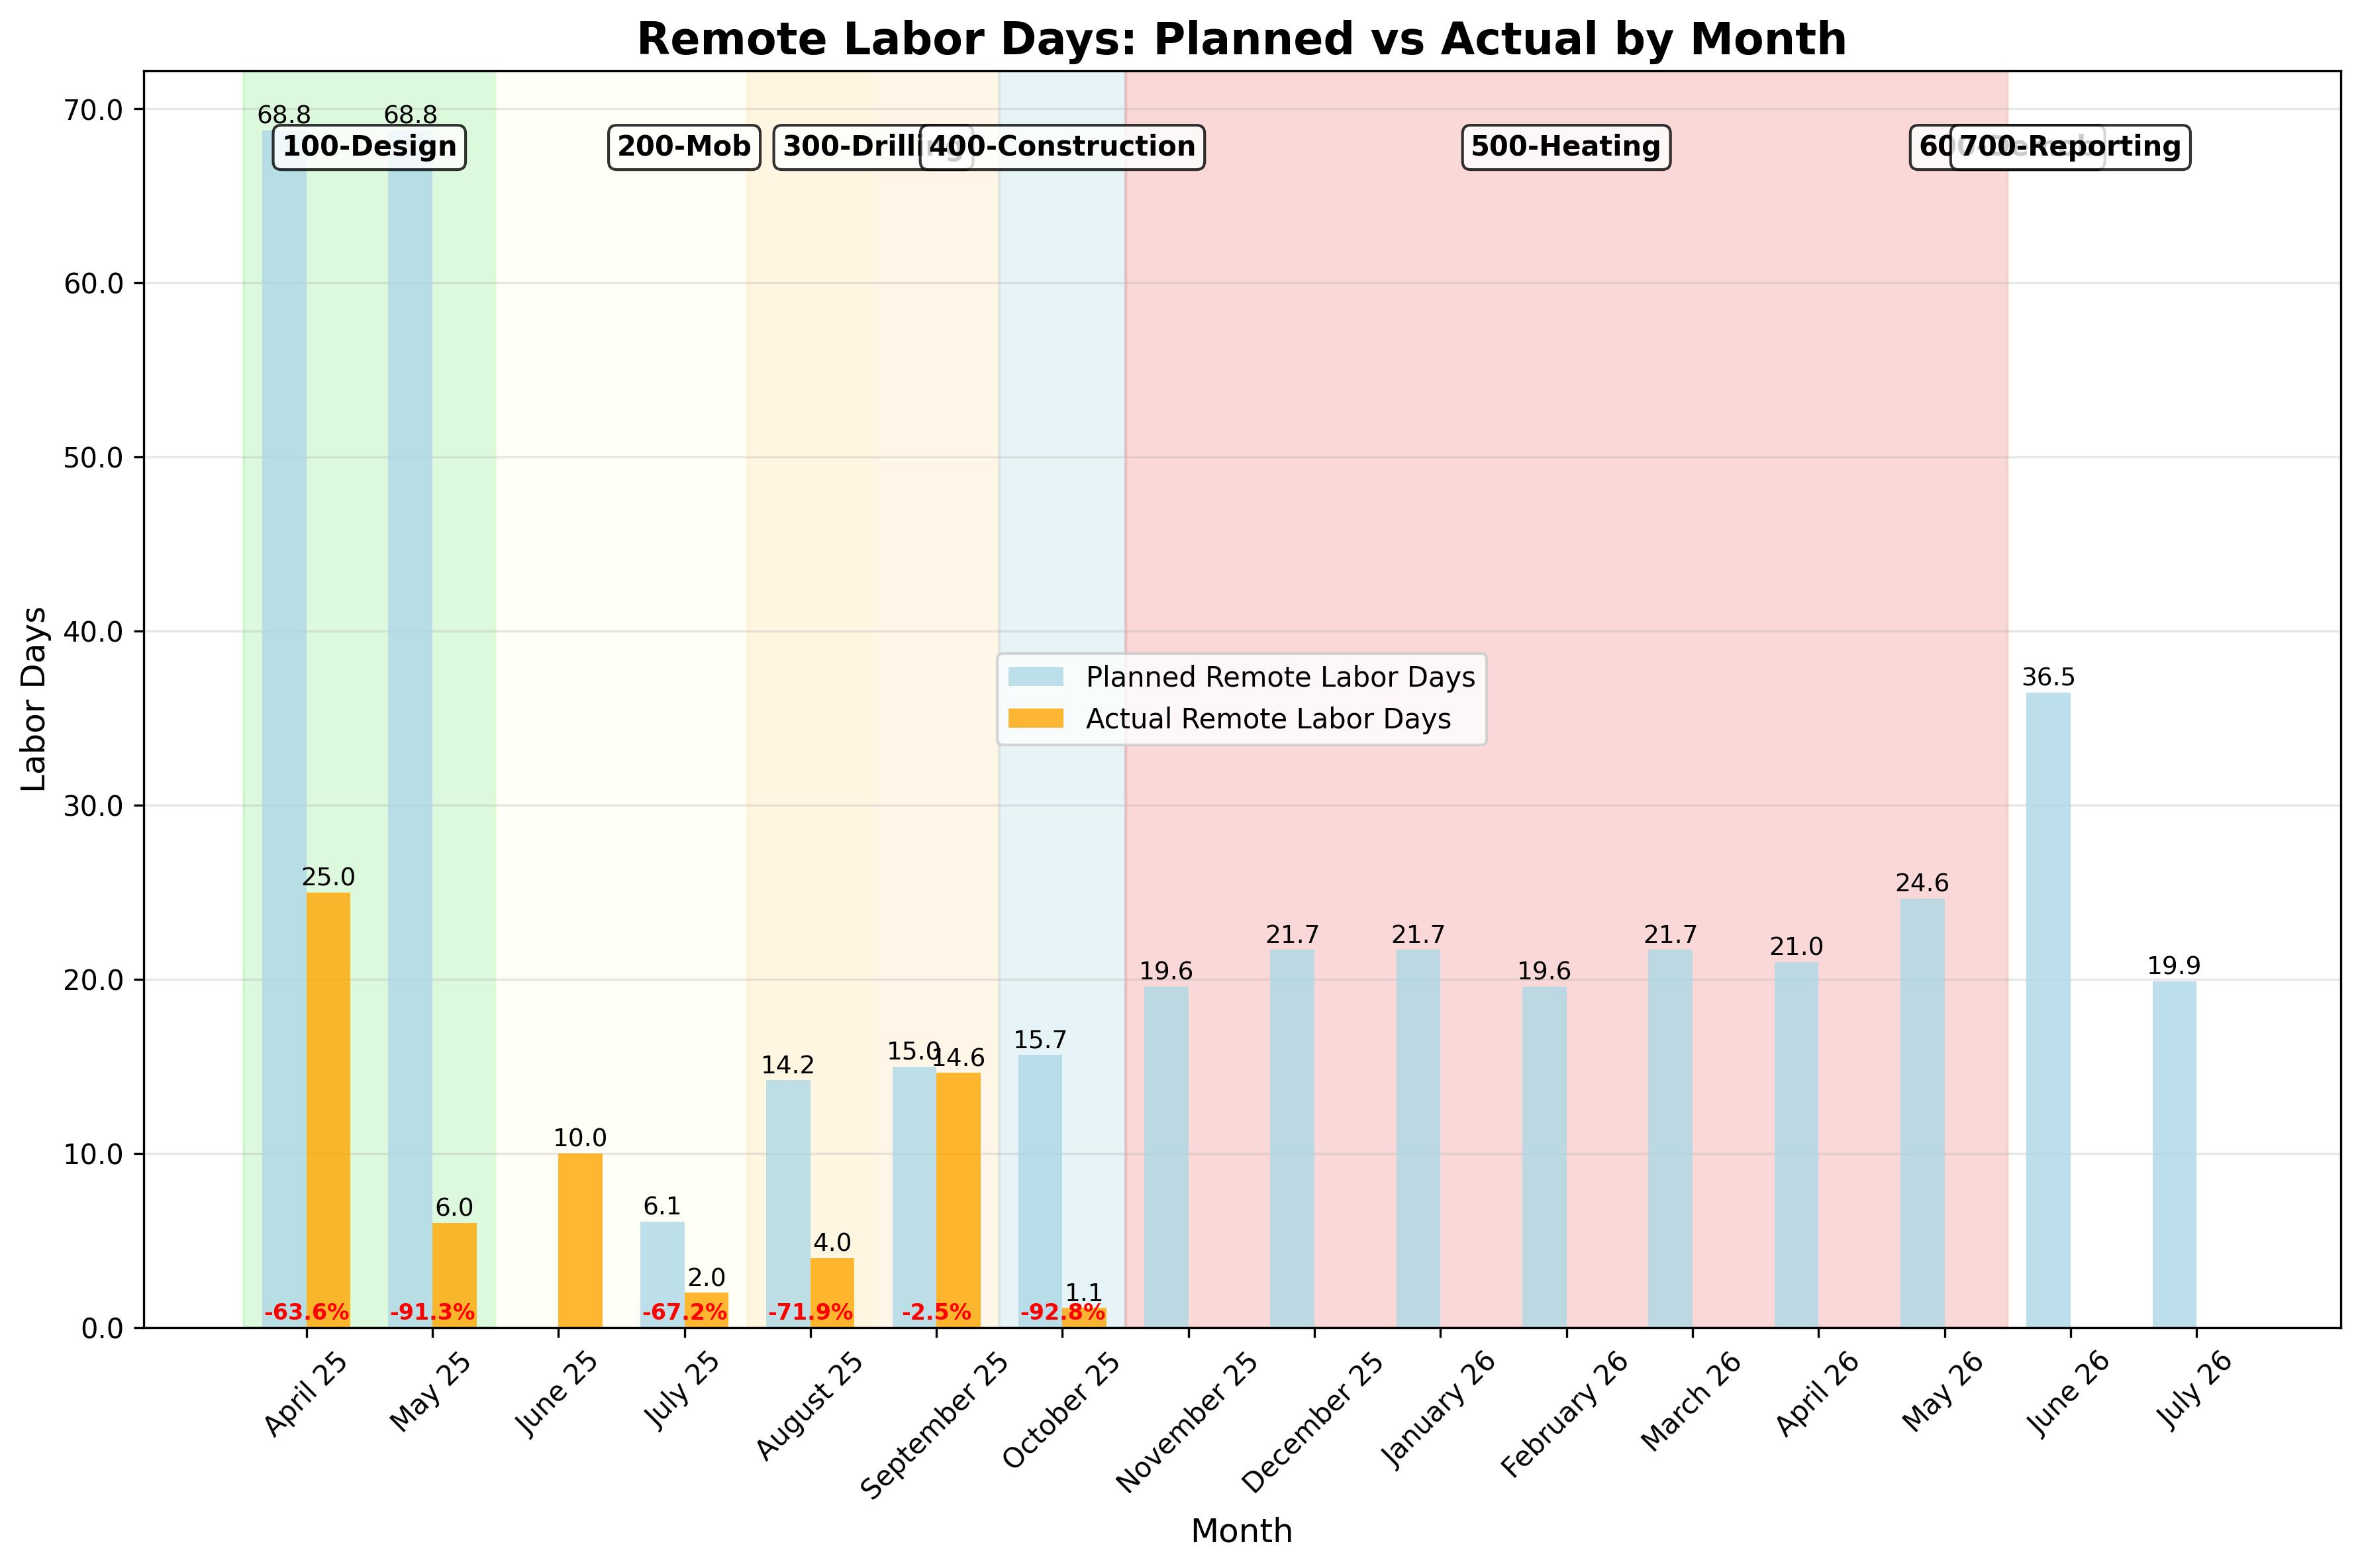 Remote Labor Days: Planned vs Actual by Month
70.0
60.0
50.0
40.0
30.0
20.0
10.0
0.0
Labor Days
68.8
68.8
100-Design
200-Mob
300-Drilling
400-Construction
500-Heating
700-Reporting
Planned Remote Labor Days
Actual Remote Labor Days
25.0
6.0
10.0
6.1
2.0
14.2
4.0
15.0
14.6
15.7
1.1
19.6
21.7
21.7
19.6
21.7
21.0
24.6
36.5
19.9
-63.6%
-91.3%
-67.2%
-71.9%
-2.5%
-92.8%
April 25
May 25
June 25
July 25
August 25
September 25
October 25
November 25
December 25
January 26
February 26
March 26
April 26
May 26
June 26
July 26
Month